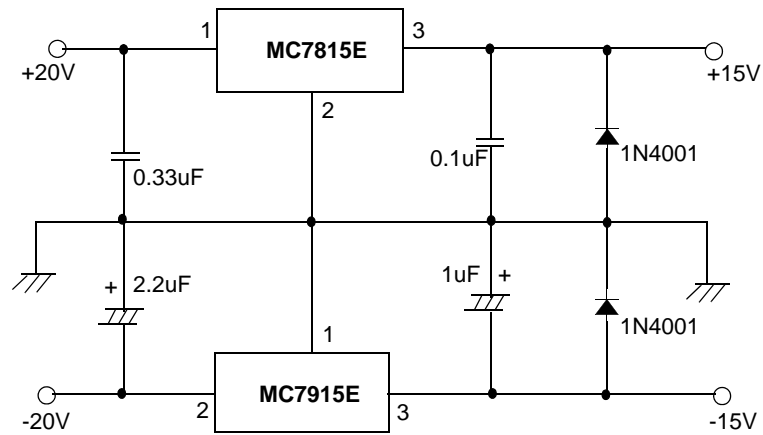 1
MC7815E
3
+20V
+15V
2
0.33uF
0.1uF
1N4001
+
2.2uF
1uF
+
1N4001
1
-20V
2
MC7915E
3
-15V